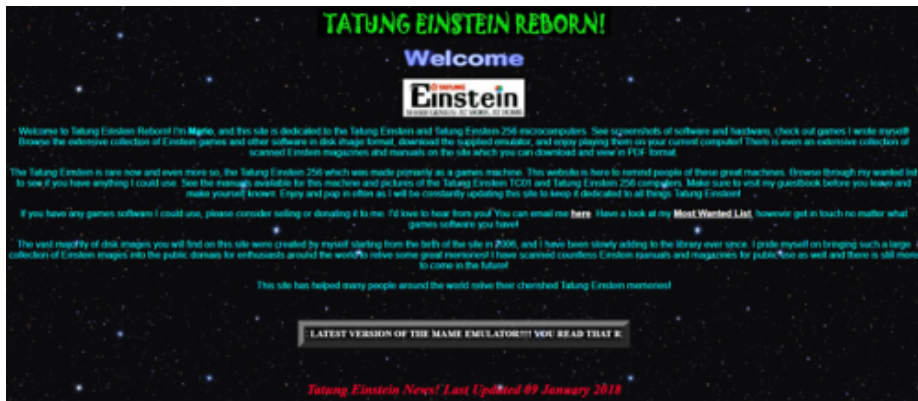 TATUNG EINSTEIN REBORN!
Welcome
TATUNG
Einstein
Welcome to Tatung Einstein Reborn! I'm Mario, and this site is dedicated to the Tatung Einstein and Tatung Einstein 256 microcomputers. See screenshots of software and hardware, check out games I wrote myself!
Browse the extensive collection of Einstein games and other software in disk image format, download the supplied emulator, and enjoy playing them on your current computer! There is even an extensive collection of
scanned Einstein magazines and manuals on the site which you can download and view in PDF format.
The Tatung Einstein is rare now and even more so, the Tatung Einstein 256 which was made primarily as a games machine. This website is here to remind people of these great machines. Browse through my wanted list
to see if you have anything I could use. See the manuals available for this machine and pictures of the Tatung Einstein TC01 and Tatung Einstein 256 computers. Make sure to visit my guestbook before you leave and
make yourself known. Enjoy and pop in often as I will be constantly updating this site to keep it dedicated to all things Tatung Einstein!
If you have any games software I could use, please consider selling or donating it to me. I'd love to hear from you! You can email me here. Have a look at my Most Wanted List, however get in touch no matter what
games software you have!
The vast majority of disk images you will find on this site were created by myself starting from the birth of the site in 2006, and I have been slowly adding to the library ever since. I pride myself on bringing such a large
collection of Einstein images into the public domain for enthusiasts around the world to relive some great memories! I have scanned countless Einstein manuals and magazines for public use as well and there is still more
to come in the future!
This site has helped many people around the world relive their cherished Tatung Einstein memories!
LATEST VERSION OF THE MAME EMULATOR!!!! YOU READ THAT R
Tatung Einstein News! Last Updated 09 January 2018